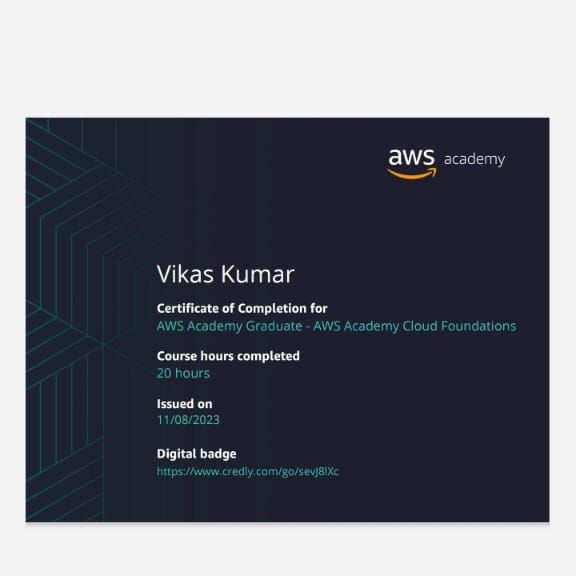 aws academy
Vikas Kumar
Certificate of Completion for
AWS Academy Graduate - AWS Academy Cloud Foundations
Course hours completed
20 hours
Issued on
11/08/2023
Digital badge
https://www.credly.com/go/sevJ8lXc